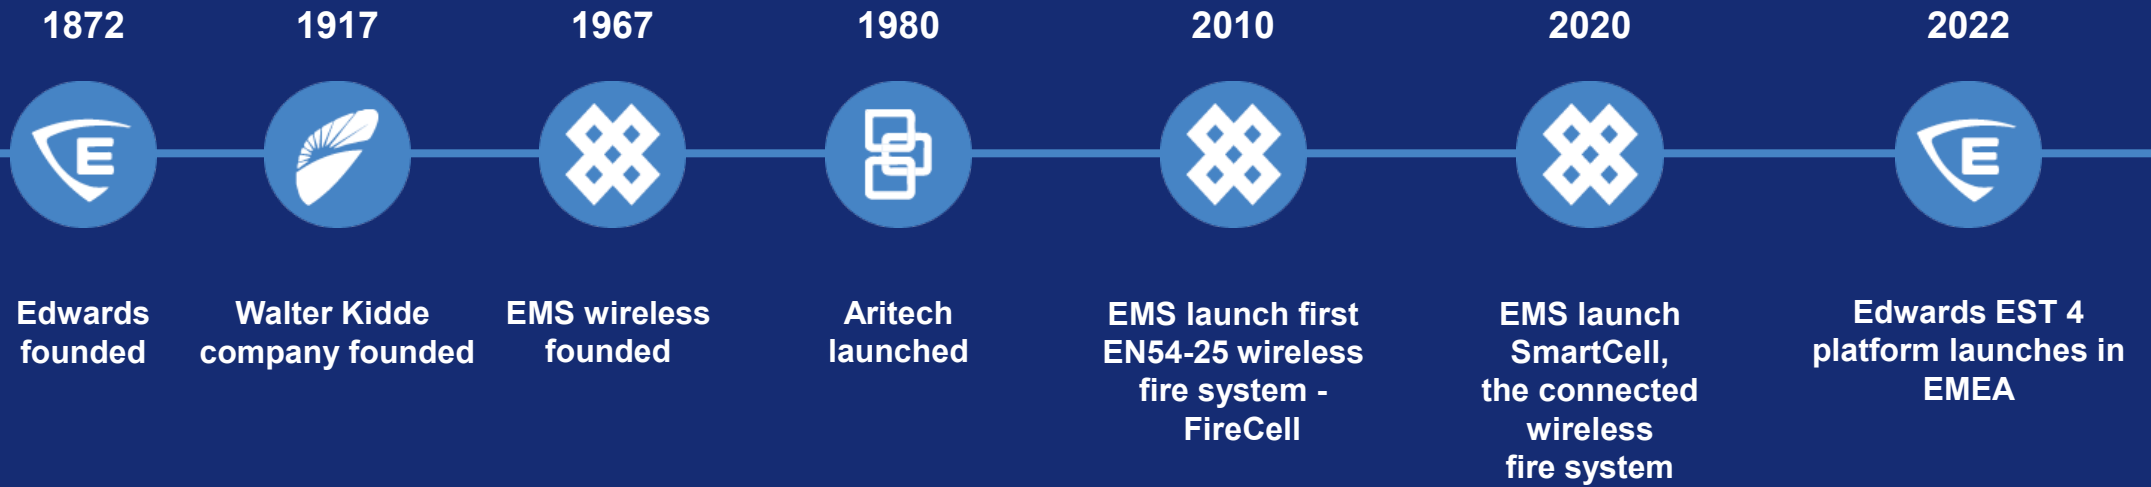 1872
Edwards
founded
1917
Walter Kidde
company founded
1967
EMS wireless
founded
1980
Aritech
launched
2010
EMS launch first
EN54-25 wireless
fire system -
FireCell
2020
EMS launch
SmartCell,
the connected
wireless
fire system
2022
Edwards EST 4
platform launches in
EMEA
E
E